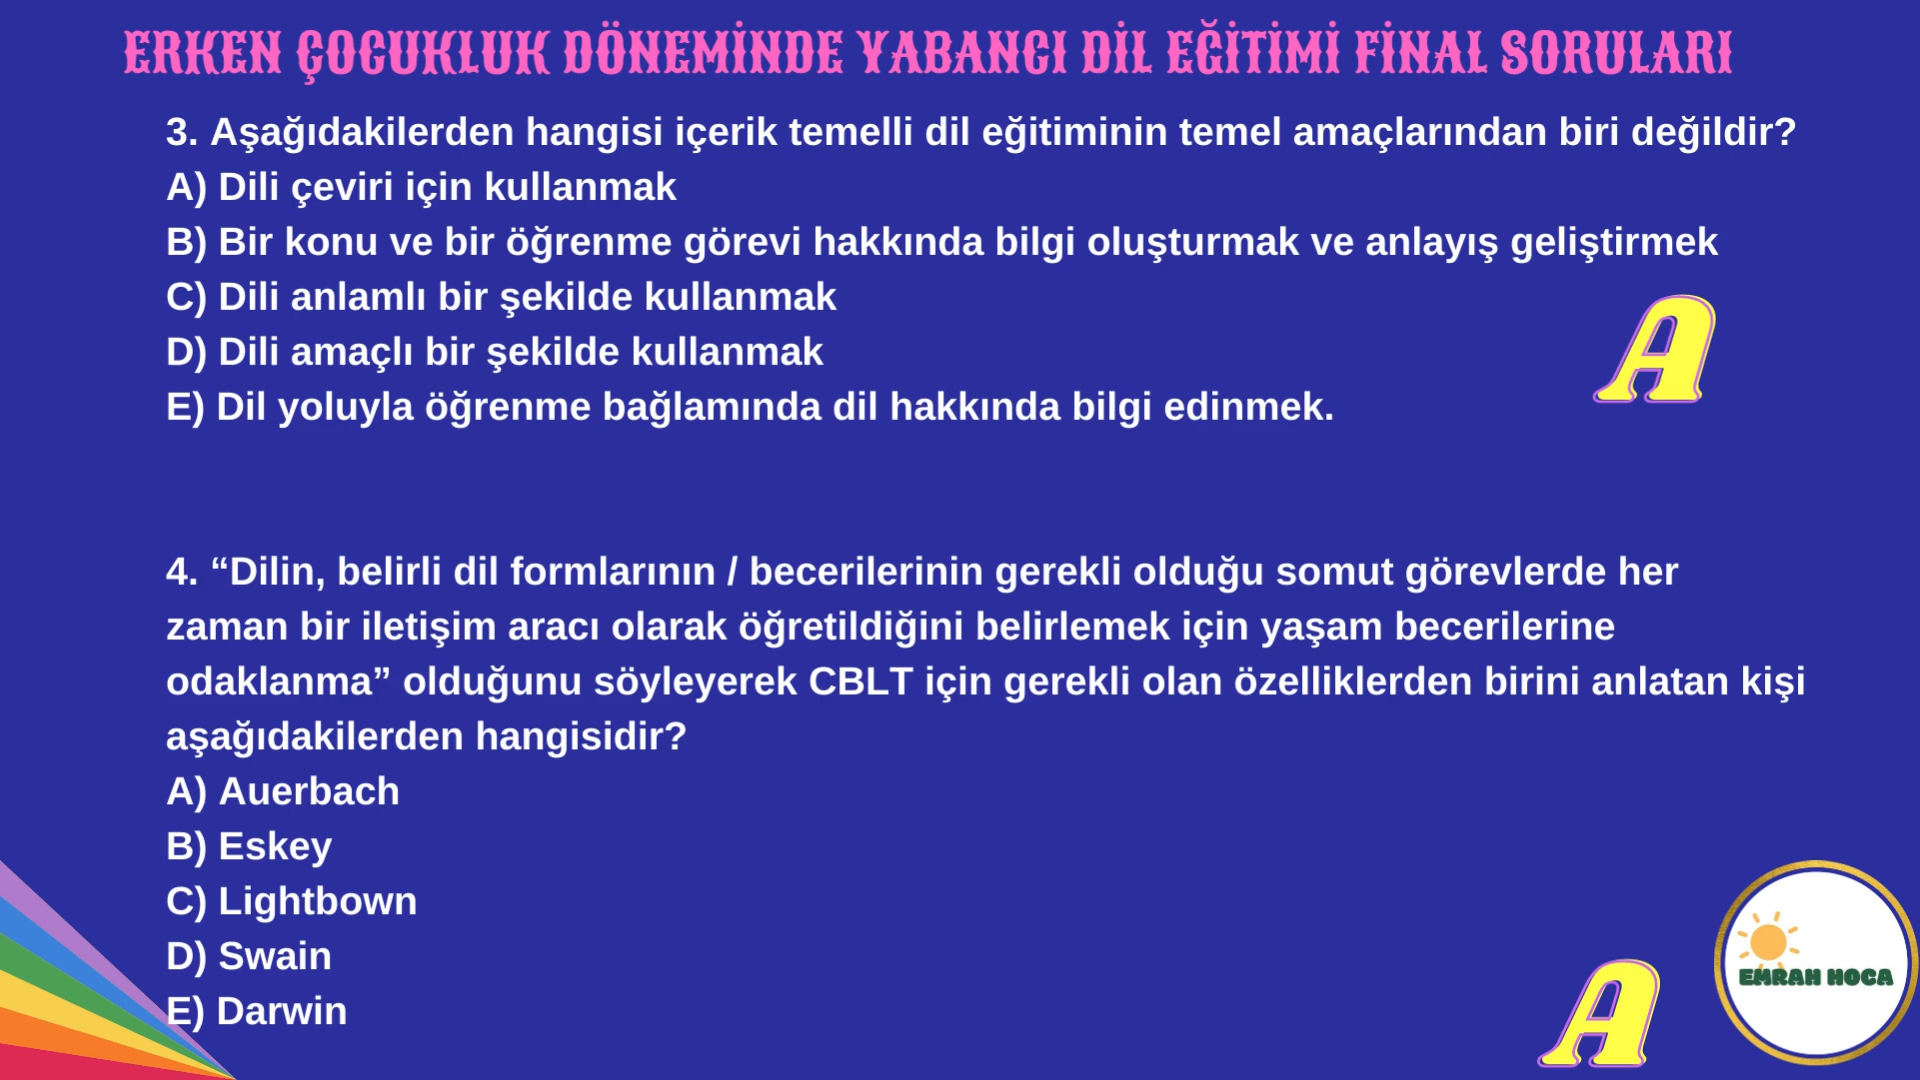 ERKEN ÇOCUKLUK DÖNEMİNDE YABANCI DİL EĞİTİMİ FİNAL SORULARI
3. Aşağıdakilerden hangisi içerik temelli dil eğitiminin temel amaçlarından biri değildir?
A) Dili çeviri için kullanmak
B) Bir konu ve bir öğrenme görevi hakkında bilgi oluşturmak ve anlayış geliştirmek
C) Dili anlamlı bir şekilde kullanmak
D) Dili amaçlı bir şekilde kullanmak
E) Dil yoluyla öğrenme bağlamında dil hakkında bilgi edinmek.
A
4. “Dilin, belirli dil formlarının / becerilerinin gerekli olduğu somut görevlerde her
zaman bir iletişim aracı olarak öğretildiğini belirlemek için yaşam becerilerine
odaklanma” olduğunu söyleyerek CBLT için gerekli olan özelliklerden birini anlatan kişi
aşağıdakilerden hangisidir?
A) Auerbach
B) Eskey
C) Lightbown
D) Swain
E) Darwin
A
EMRAH HOCA